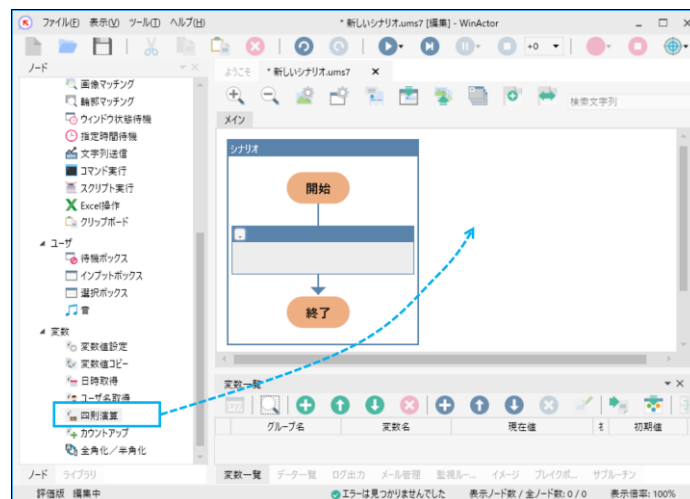 ファイル(F) 表示(V) ツール(T) ヘルプ(H)
* 新しいシナリオ.ums7 [編集] - WinActor
+0
ノード
ようこそ
* 新しいシナリオ.ums7
検索文字列
メイン
画像マッチング
輪郭マッチング
ウィンドウ状態待機
指定時間待機
文字列送信
コマンド実行
スクリプト実行
Excel操作
クリップボード
ユーザ
待機ボックス
インプットボックス
選択ボックス
音
変数
変数値設定
変数値コピー
日時取得
ユーザ名取得
四則演算
カウントアップ
全角化／半角化
シナリオ
開始
終了
変数一覧
グループ名
変数名
現在値
初期値
ノード
ライブラリ
変数一覧
データ一覧
ログ出力
メール管理
監視ルー...
イメージ
ブレイクポ...
サブルーチン
評価版 編集中
エラーは見つかりませんでした
表示ノード数 / 全ノード数: 0 / 0
表示倍率: 100%